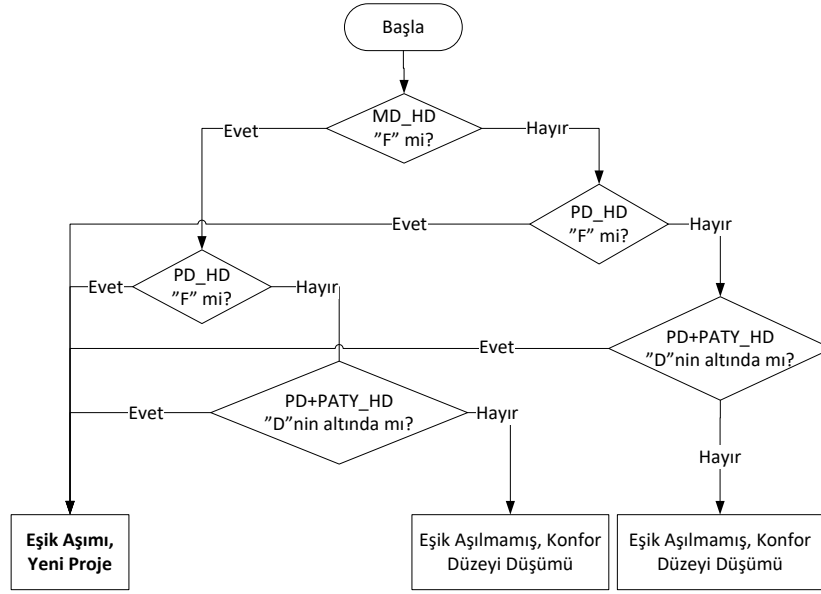 Başla
MD_HD
”F” mi?
Evet
Hayır
PD_HD
”F” mi?
Evet
Hayır
PD_HD
”F” mi?
Evet
Hayır
PD+PATY_HD
”D”nin altında mı?
Evet
Hayır
PD+PATY_HD
”D”nin altında mı?
Evet
Hayır
Eşik Aşımı,
Yeni Proje
Eşik Aşılmamış, Konfor
Düzeyi Düşümü
Eşik Aşılmamış, Konfor
Düzeyi Düşümü